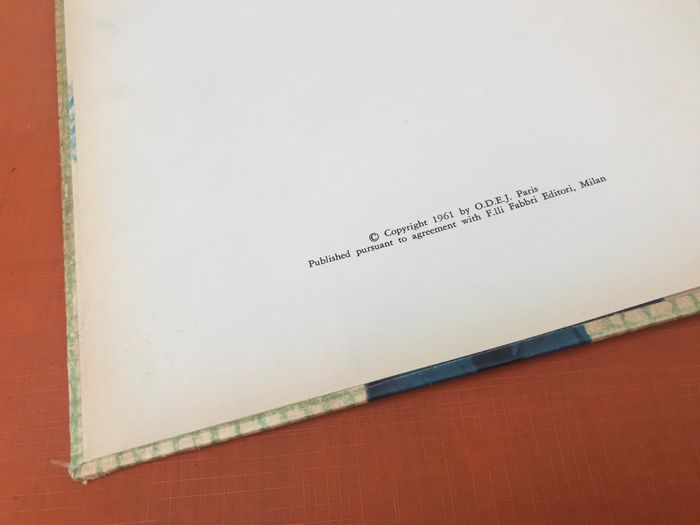 © Copyright 1961 by O.D.E.J. Paris
Published pursuant to agreement with F.lli Fabbri Editori, Milan